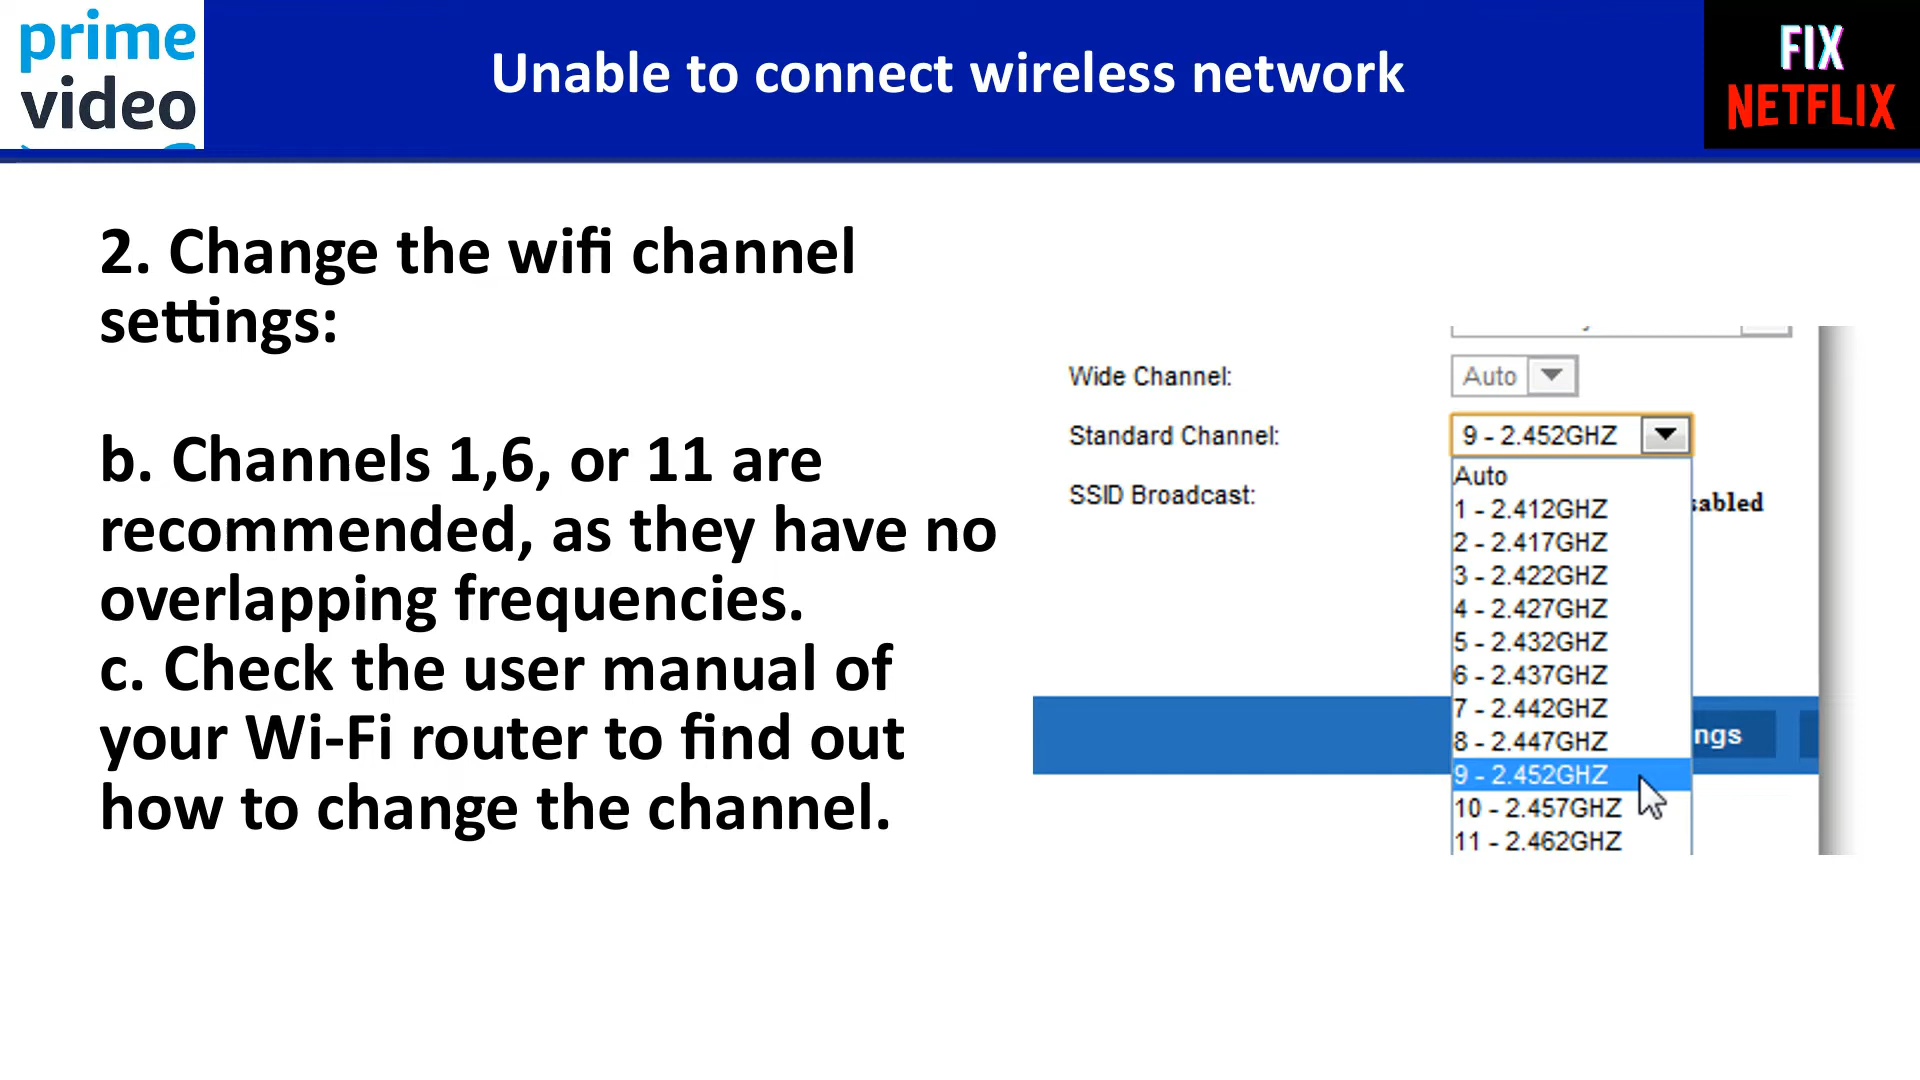 prime
video
Unable to connect wireless network
FIX
NETFLIX
2. Change the wifi channel
settings:
b. Channels 1,6, or 11 are
recommended, as they have no
overlapping frequencies.
c. Check the user manual of
your Wi-Fi router to find out
how to change the channel.
Wide Channel: Auto
Standard Channel: 9 - 2.452GHZ
Auto
SSID Broadcast: sabled
1 - 2.412GHZ
2 - 2.417GHZ
3 - 2.422GHZ
4 - 2.427GHZ
5 - 2.432GHZ
6 - 2.437GHZ
7 - 2.442GHZ
ngs
8 - 2.447GHZ
9 - 2.452GHZ
10 - 2.457GHZ
11 - 2.462GHZ